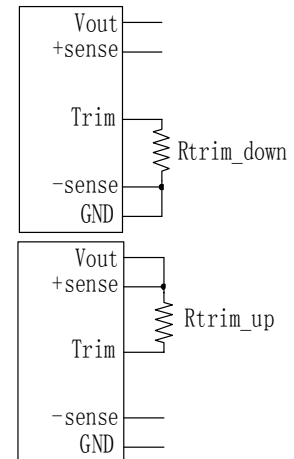 Vout
+sense
Trim
Rtrim_down
-sense
GND
Vout
+sense
Rtrim_up
Trim
-sense
GND